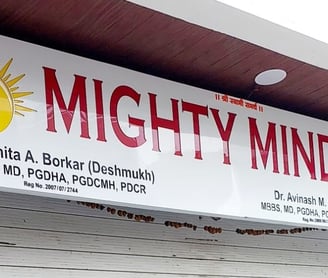 ॥ श्री स्वामी समर्थ ॥
MIGHTY MIND
ita A. Borkar (Deshmukh)
MD, PGDHA, PGDCMH, PDCR
Reg No. 2007/07/2744
Dr. Avinash M.
MBBS, MD, PGDHA,